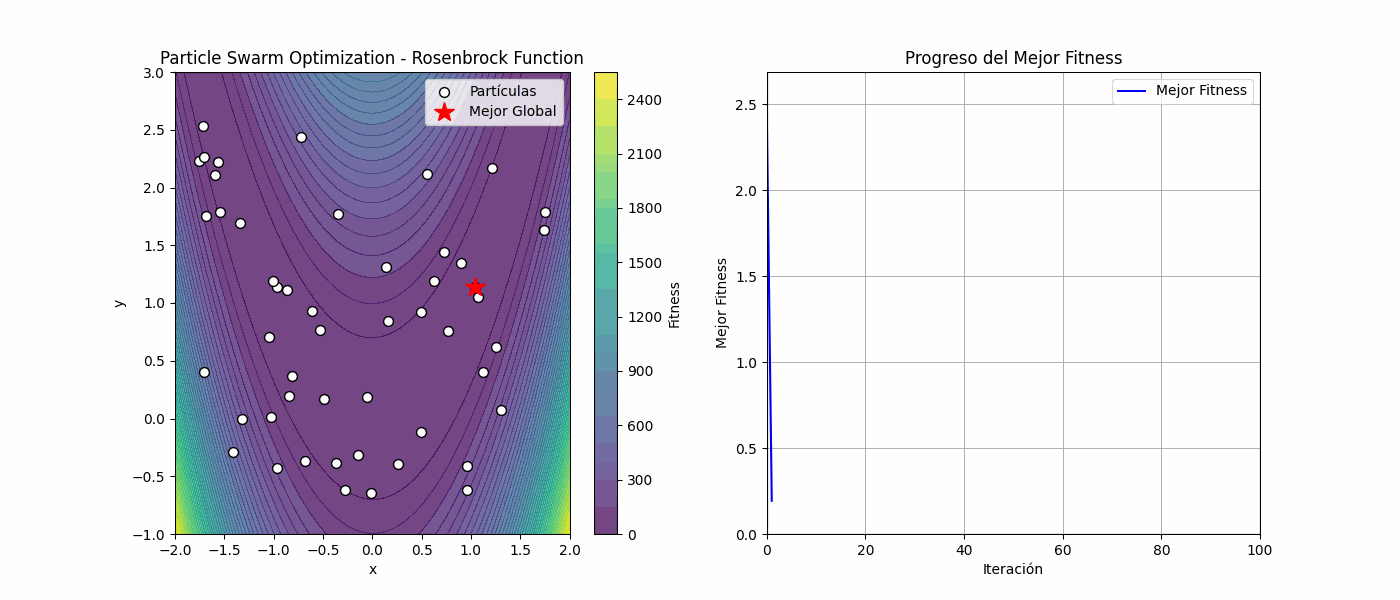 Particle Swarm Optimization - Rosenbrock Function
Partículas
Mejor Global
3.0
2.5
2.0
1.5
1.0
0.5
0.0
−0.5
−1.0
y
−2.0 −1.5 −1.0 −0.5 0.0 0.5 1.0 1.5 2.0
x
2400
2100
1800
1500
1200
900
600
300
0
Fitness
Progreso del Mejor Fitness
Mejor Fitness
2.5
2.0
1.5
1.0
0.5
0.0
Mejor Fitness
0 20 40 60 80 100
Iteración